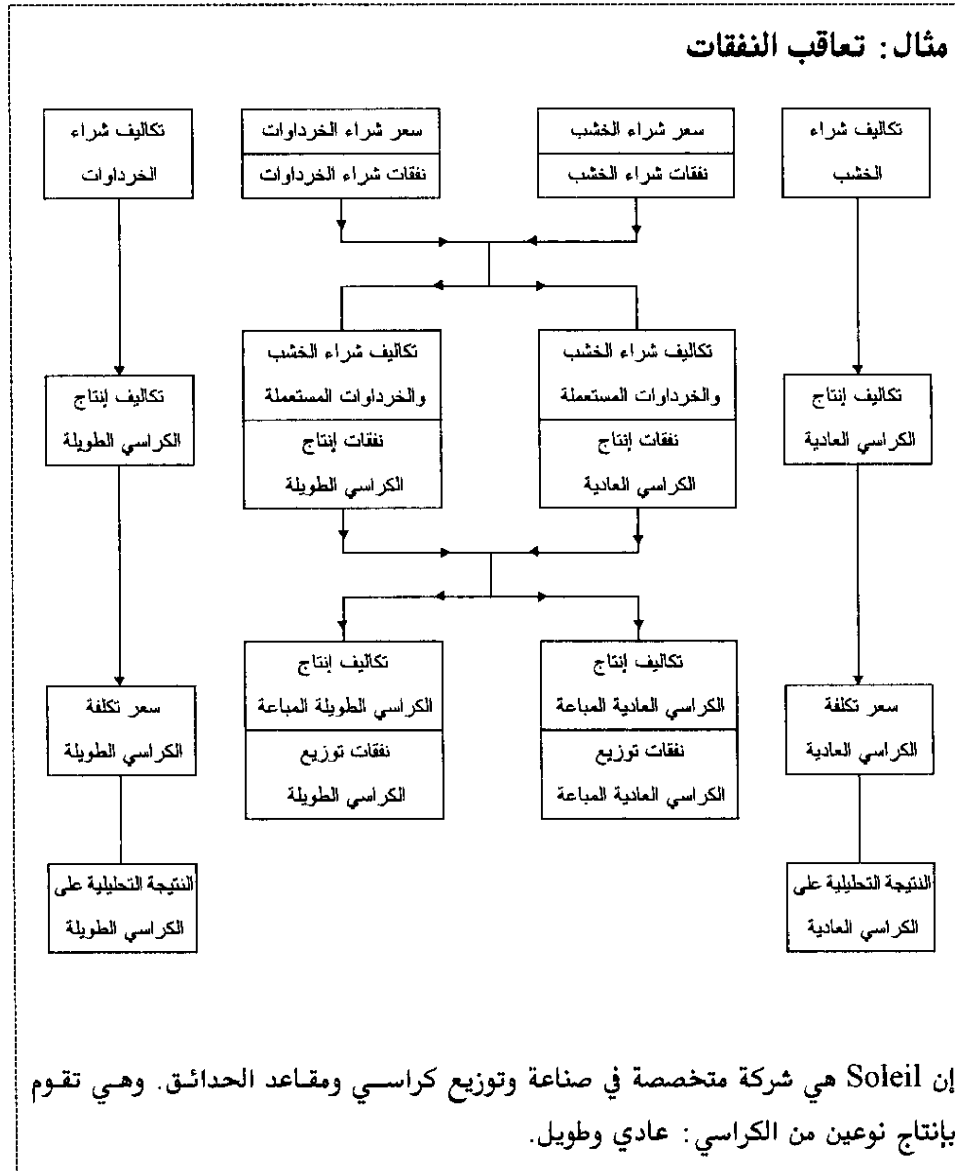 مثال: تعاقب النفقات
تكاليف شراء
الخشب
سعر شراء الخشب
نفقات شراء الخشب
سعر شراء الخرداوات
نفقات شراء الخرداوات
تكاليف شراء
الخرداوات
تكاليف إنتاج
الكراسي العادية
تكاليف شراء الخشب
والخرداوات المستعملة
نفقات إنتاج
الكراسي العادية
تكاليف شراء الخشب
والخرداوات المستعملة
نفقات إنتاج
الكراسي الطويلة
تكاليف إنتاج
الكراسي الطويلة
سعر تكلفة
الكراسي العادية
تكاليف إنتاج
الكراسي العادية المباعة
نفقات توزيع
الكراسي العادية المباعة
تكاليف إنتاج
الكراسي الطويلة المباعة
نفقات توزيع
الكراسي الطويلة
سعر تكلفة
الكراسي الطويلة
النتيجة التحليلية على
الكراسي العادية
النتيجة التحليلية على
الكراسي الطويلة
إن Soleil هي شركة متخصصة في صناعة وتوزيع كراسي ومقاعد الحدائق. وهي تقوم
بإنتاج نوعين من الكراسي: عادي وطويل.